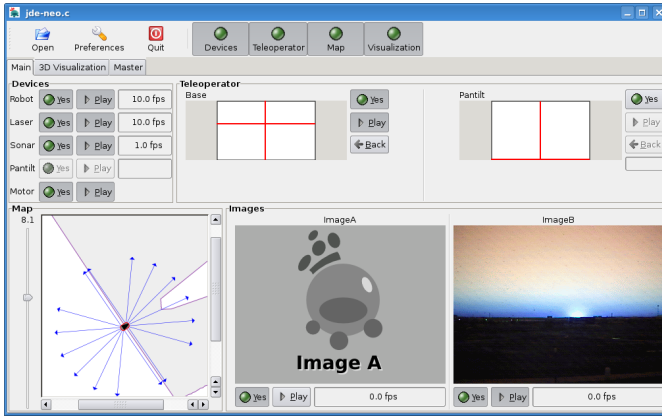 jde-neo.c
Open Preferences Quit Devices Teleoperator Map Visualization
Main 3D Visualization Master
Devices
Robot Yes Play 10.0 fps
Laser Yes Play 10.0 fps
Sonar Yes Play 1.0 fps
Pantilt Yes Play
Motor Yes Play
Teleoperator
Base
Yes
Play
Back
Pantilt
Yes
Play
Back
Map
8.1
Images
ImageA
Image A
Yes Play 0.0 fps
ImageB
Yes Play 0.0 fps